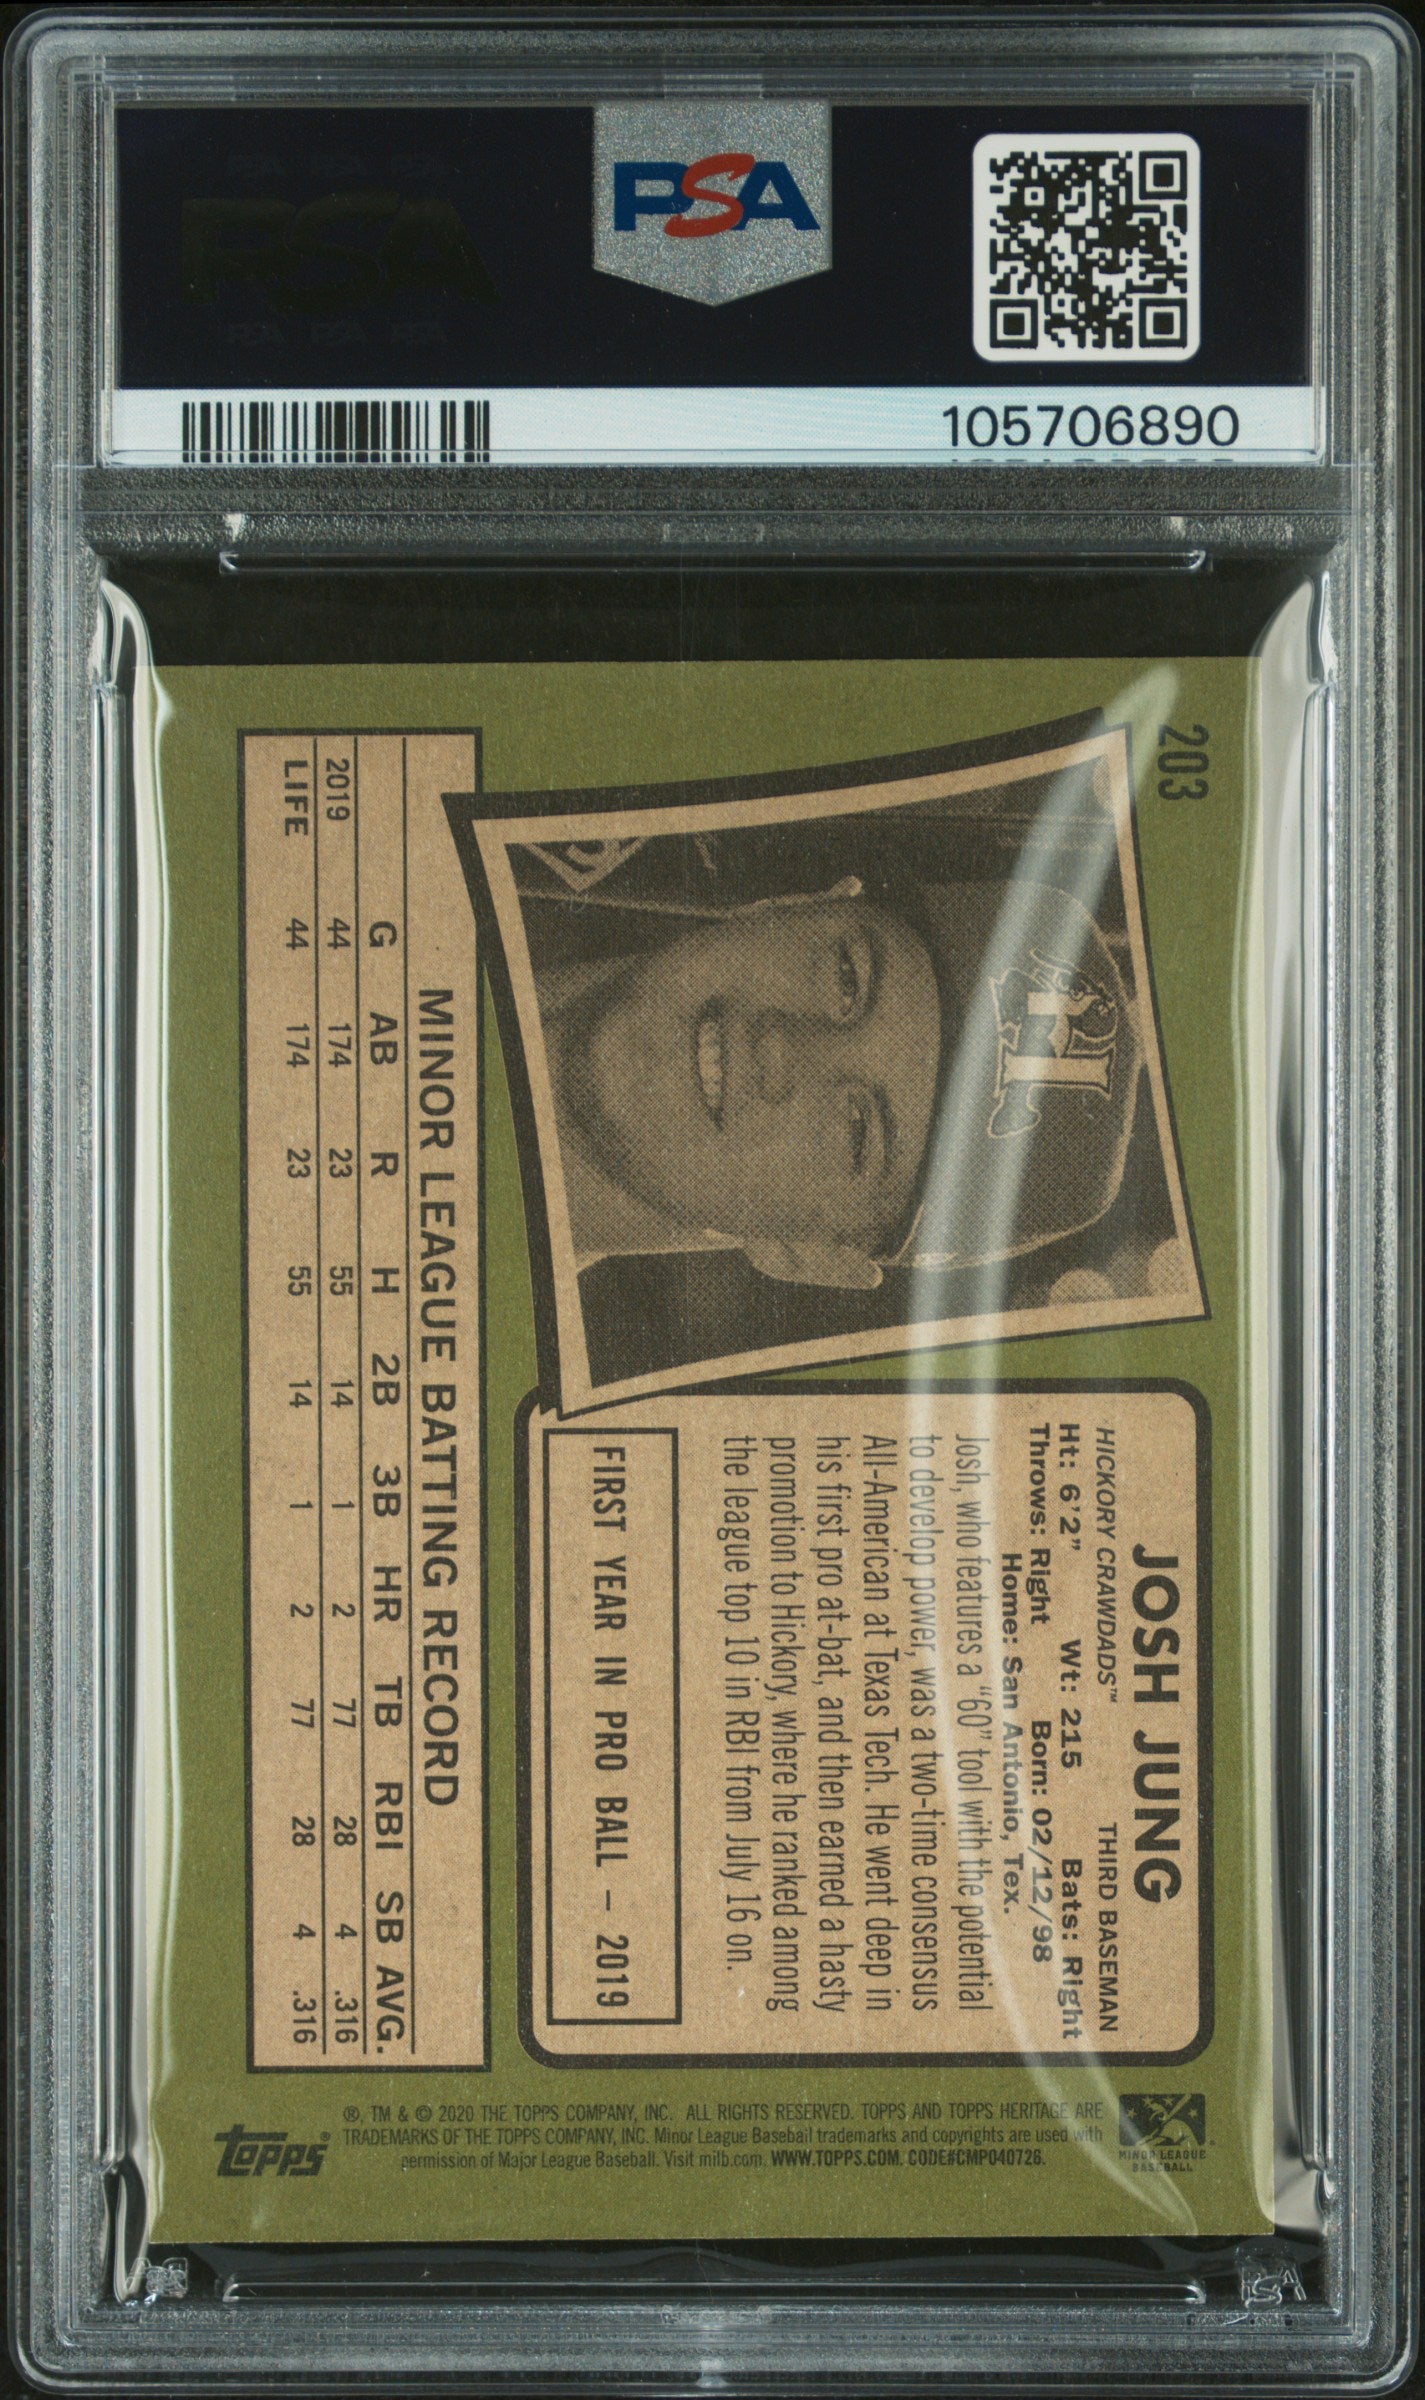 PSA
105706890
203
JOSH JUNG
HICKORY CRAWDADS™ THIRD BASEMAN
Ht: 6'2" Wt: 215 Bats: Right
Throws: Right Born: 02/12/98
Home: San Antonio, Tex.
Josh, who features a "60" tool with the potential
to develop power, was a two-time consensus
All-American at Texas Tech. He went deep in
his first pro at-bat, and then earned a hasty
promotion to Hickory, where he ranked among
the league top 10 in RBI from July 16 on.
FIRST YEAR IN PRO BALL – 2019
MINOR LEAGUE BATTING RECORD
G AB R H 2B 3B HR TB RBI SB AVG.
2019 44 174 23 55 14 1 2 77 28 4 .316
LIFE 44 174 23 55 14 1 2 77 28 4 .316
MINOR LEAGUE
BASEBALL
®, TM & © 2020 THE TOPPS COMPANY, INC. ALL RIGHTS RESERVED. TOPPS AND TOPPS HERITAGE ARE
TRADEMARKS OF THE TOPPS COMPANY, INC. Minor League Baseball trademarks and copyrights are used with
permission of Major League Baseball. Visit milb.com. WWW.TOPPS.COM. CODE#CMP040726.
topps®
PSA